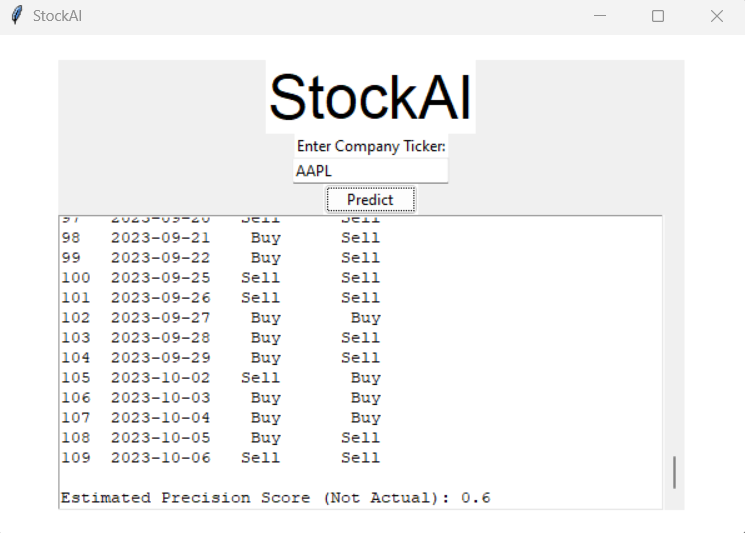 StockAI
StockAI
Enter Company Ticker:
AAPL
Predict
97 2023-09-20 Sell Sell
98 2023-09-21 Buy Sell
99 2023-09-22 Buy Sell
100 2023-09-25 Sell Sell
101 2023-09-26 Sell Sell
102 2023-09-27 Buy Buy
103 2023-09-28 Buy Sell
104 2023-09-29 Buy Sell
105 2023-10-02 Sell Buy
106 2023-10-03 Buy Buy
107 2023-10-04 Buy Buy
108 2023-10-05 Buy Sell
109 2023-10-06 Sell Sell
Estimated Precision Score (Not Actual): 0.6